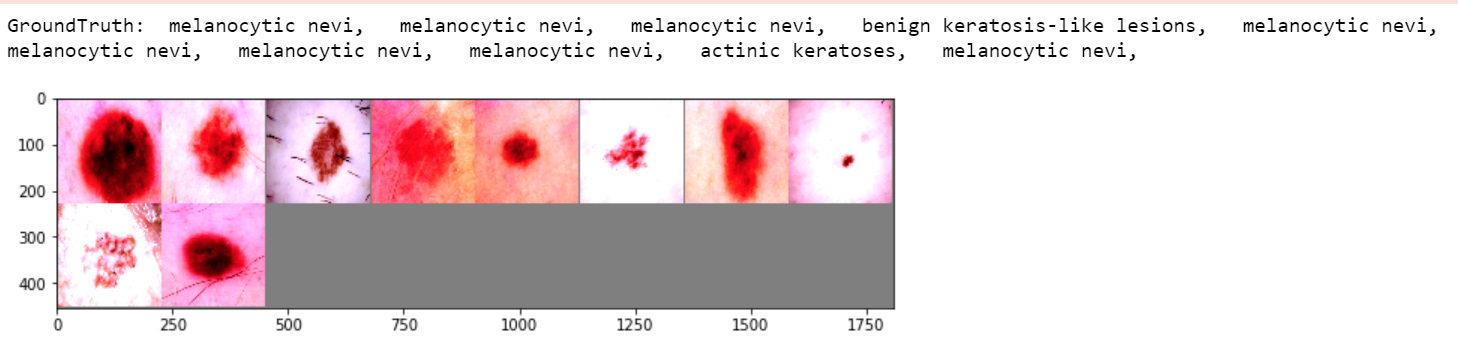 GroundTruth:  melanocytic nevi,   melanocytic nevi,   melanocytic nevi,   benign keratosis-like lesions,   melanocytic nevi,
melanocytic nevi,   melanocytic nevi,   melanocytic nevi,   actinic keratoses,   melanocytic nevi,
0
100
200
300
400
0 250 500 750 1000 1250 1500 1750